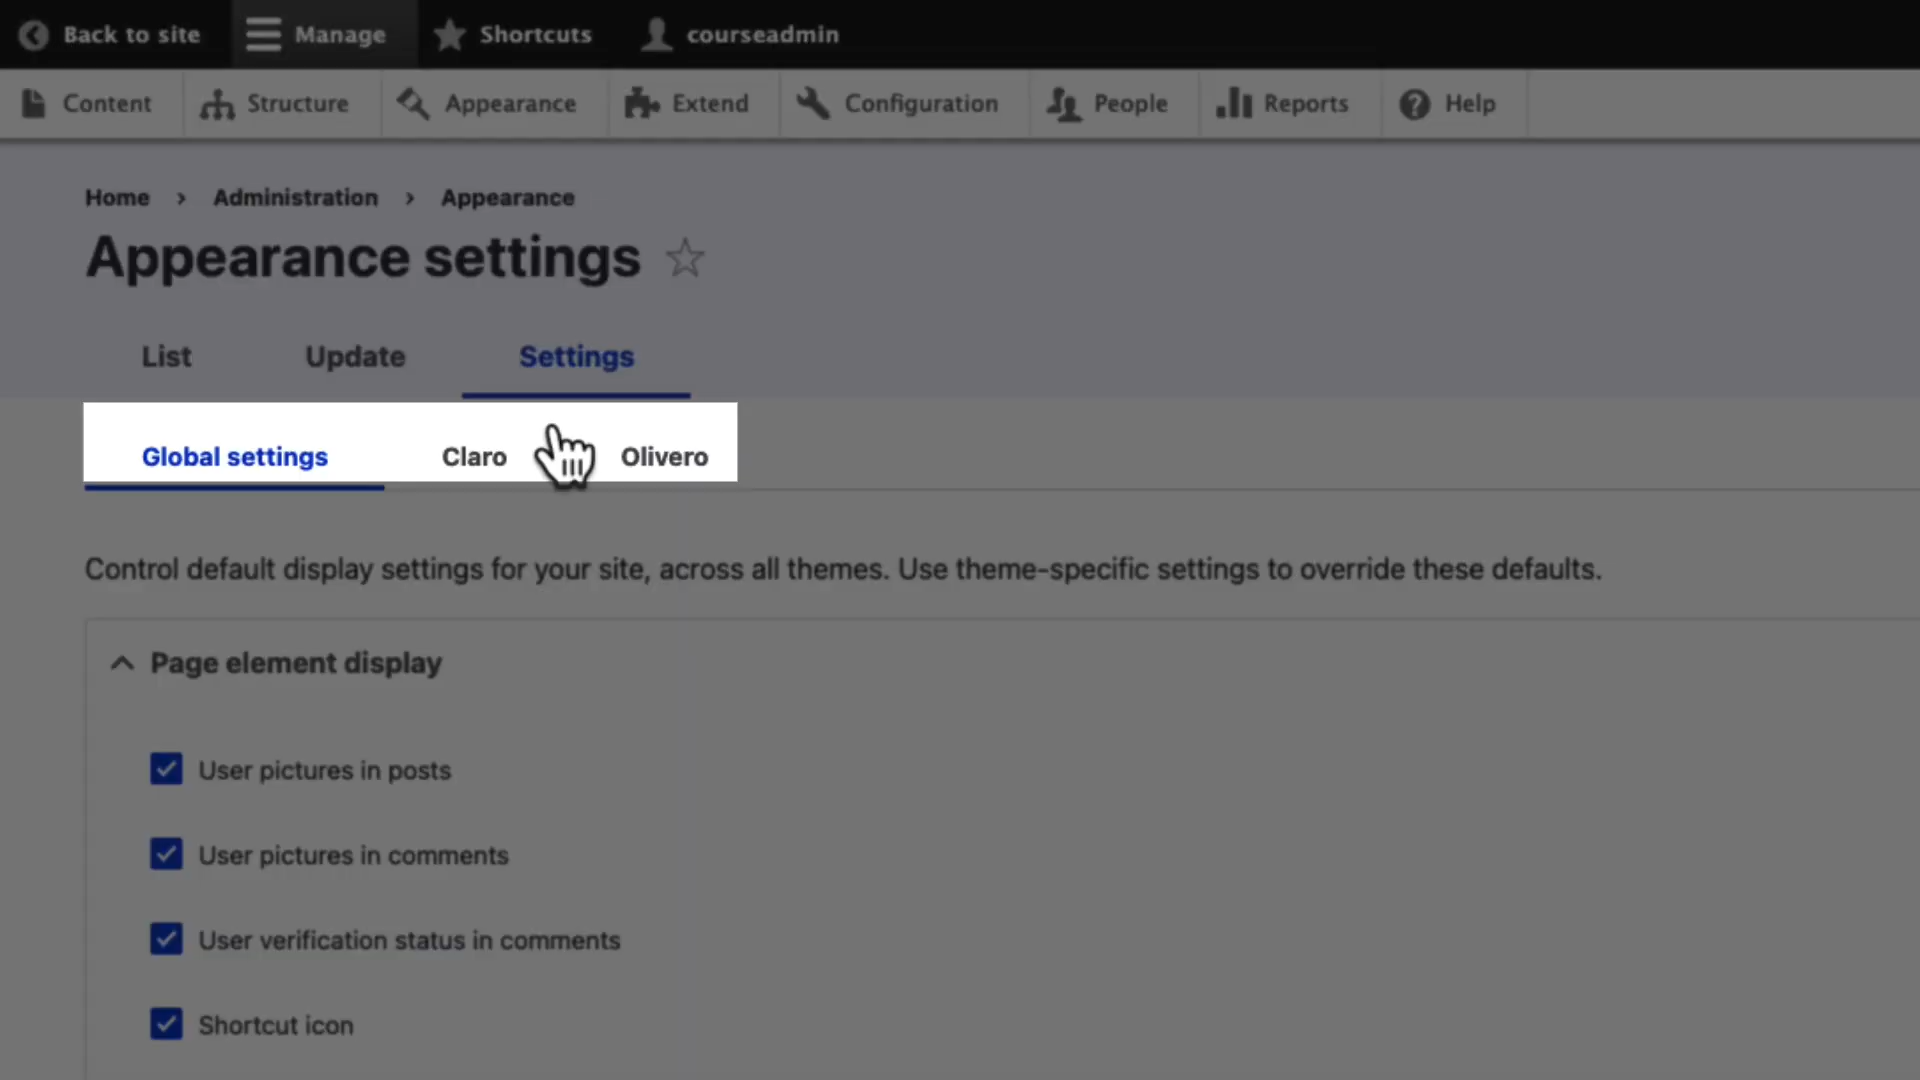 Back to site Manage Shortcuts courseadmin
Content Structure Appearance Extend Configuration People Reports Help
Home › Administration › Appearance
Appearance settings
List Update Settings
Global settings Claro Olivero
Control default display settings for your site, across all themes. Use theme-specific settings to override these defaults.
Page element display
User pictures in posts
User pictures in comments
User verification status in comments
Shortcut icon